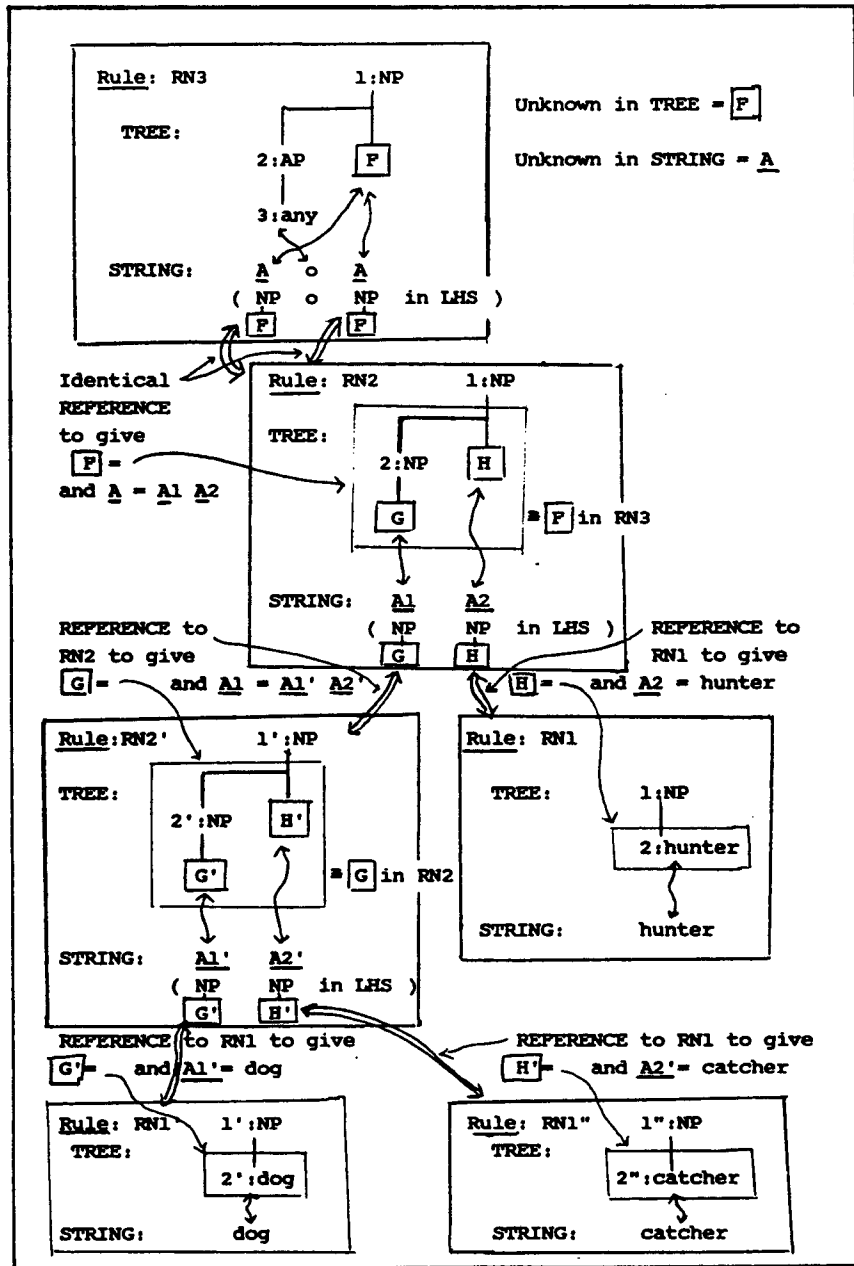 Rule: RN3 1:NP
Unknown in TREE = F
TREE:
Unknown in STRING = A
2:AP F
3:any
STRING: A o A
( NP o NP in LHS )
F F
Identical
REFERENCE
to give
F =
and A = A1 A2
Rule: RN2 1:NP
TREE:
2:NP H
G
≡ F in RN3
STRING: A1 A2
( NP NP in LHS )
G H
REFERENCE to
RN2 to give
G = and A1 = A1' A2'
REFERENCE to
RN1 to give
H = and A2 = hunter
Rule:RN2' 1':NP
TREE:
2':NP H'
G'
≡ G in RN2
STRING: A1' A2'
( NP NP in LHS )
G' H'
Rule: RN1
TREE: 1:NP
2:hunter
STRING: hunter
REFERENCE to RN1 to give
G'= and A1'= dog
REFERENCE to RN1 to give
H'= and A2'= catcher
Rule: RN1' 1':NP
TREE:
2':dog
STRING: dog
Rule: RN1" 1":NP
TREE:
2":catcher
STRING: catcher